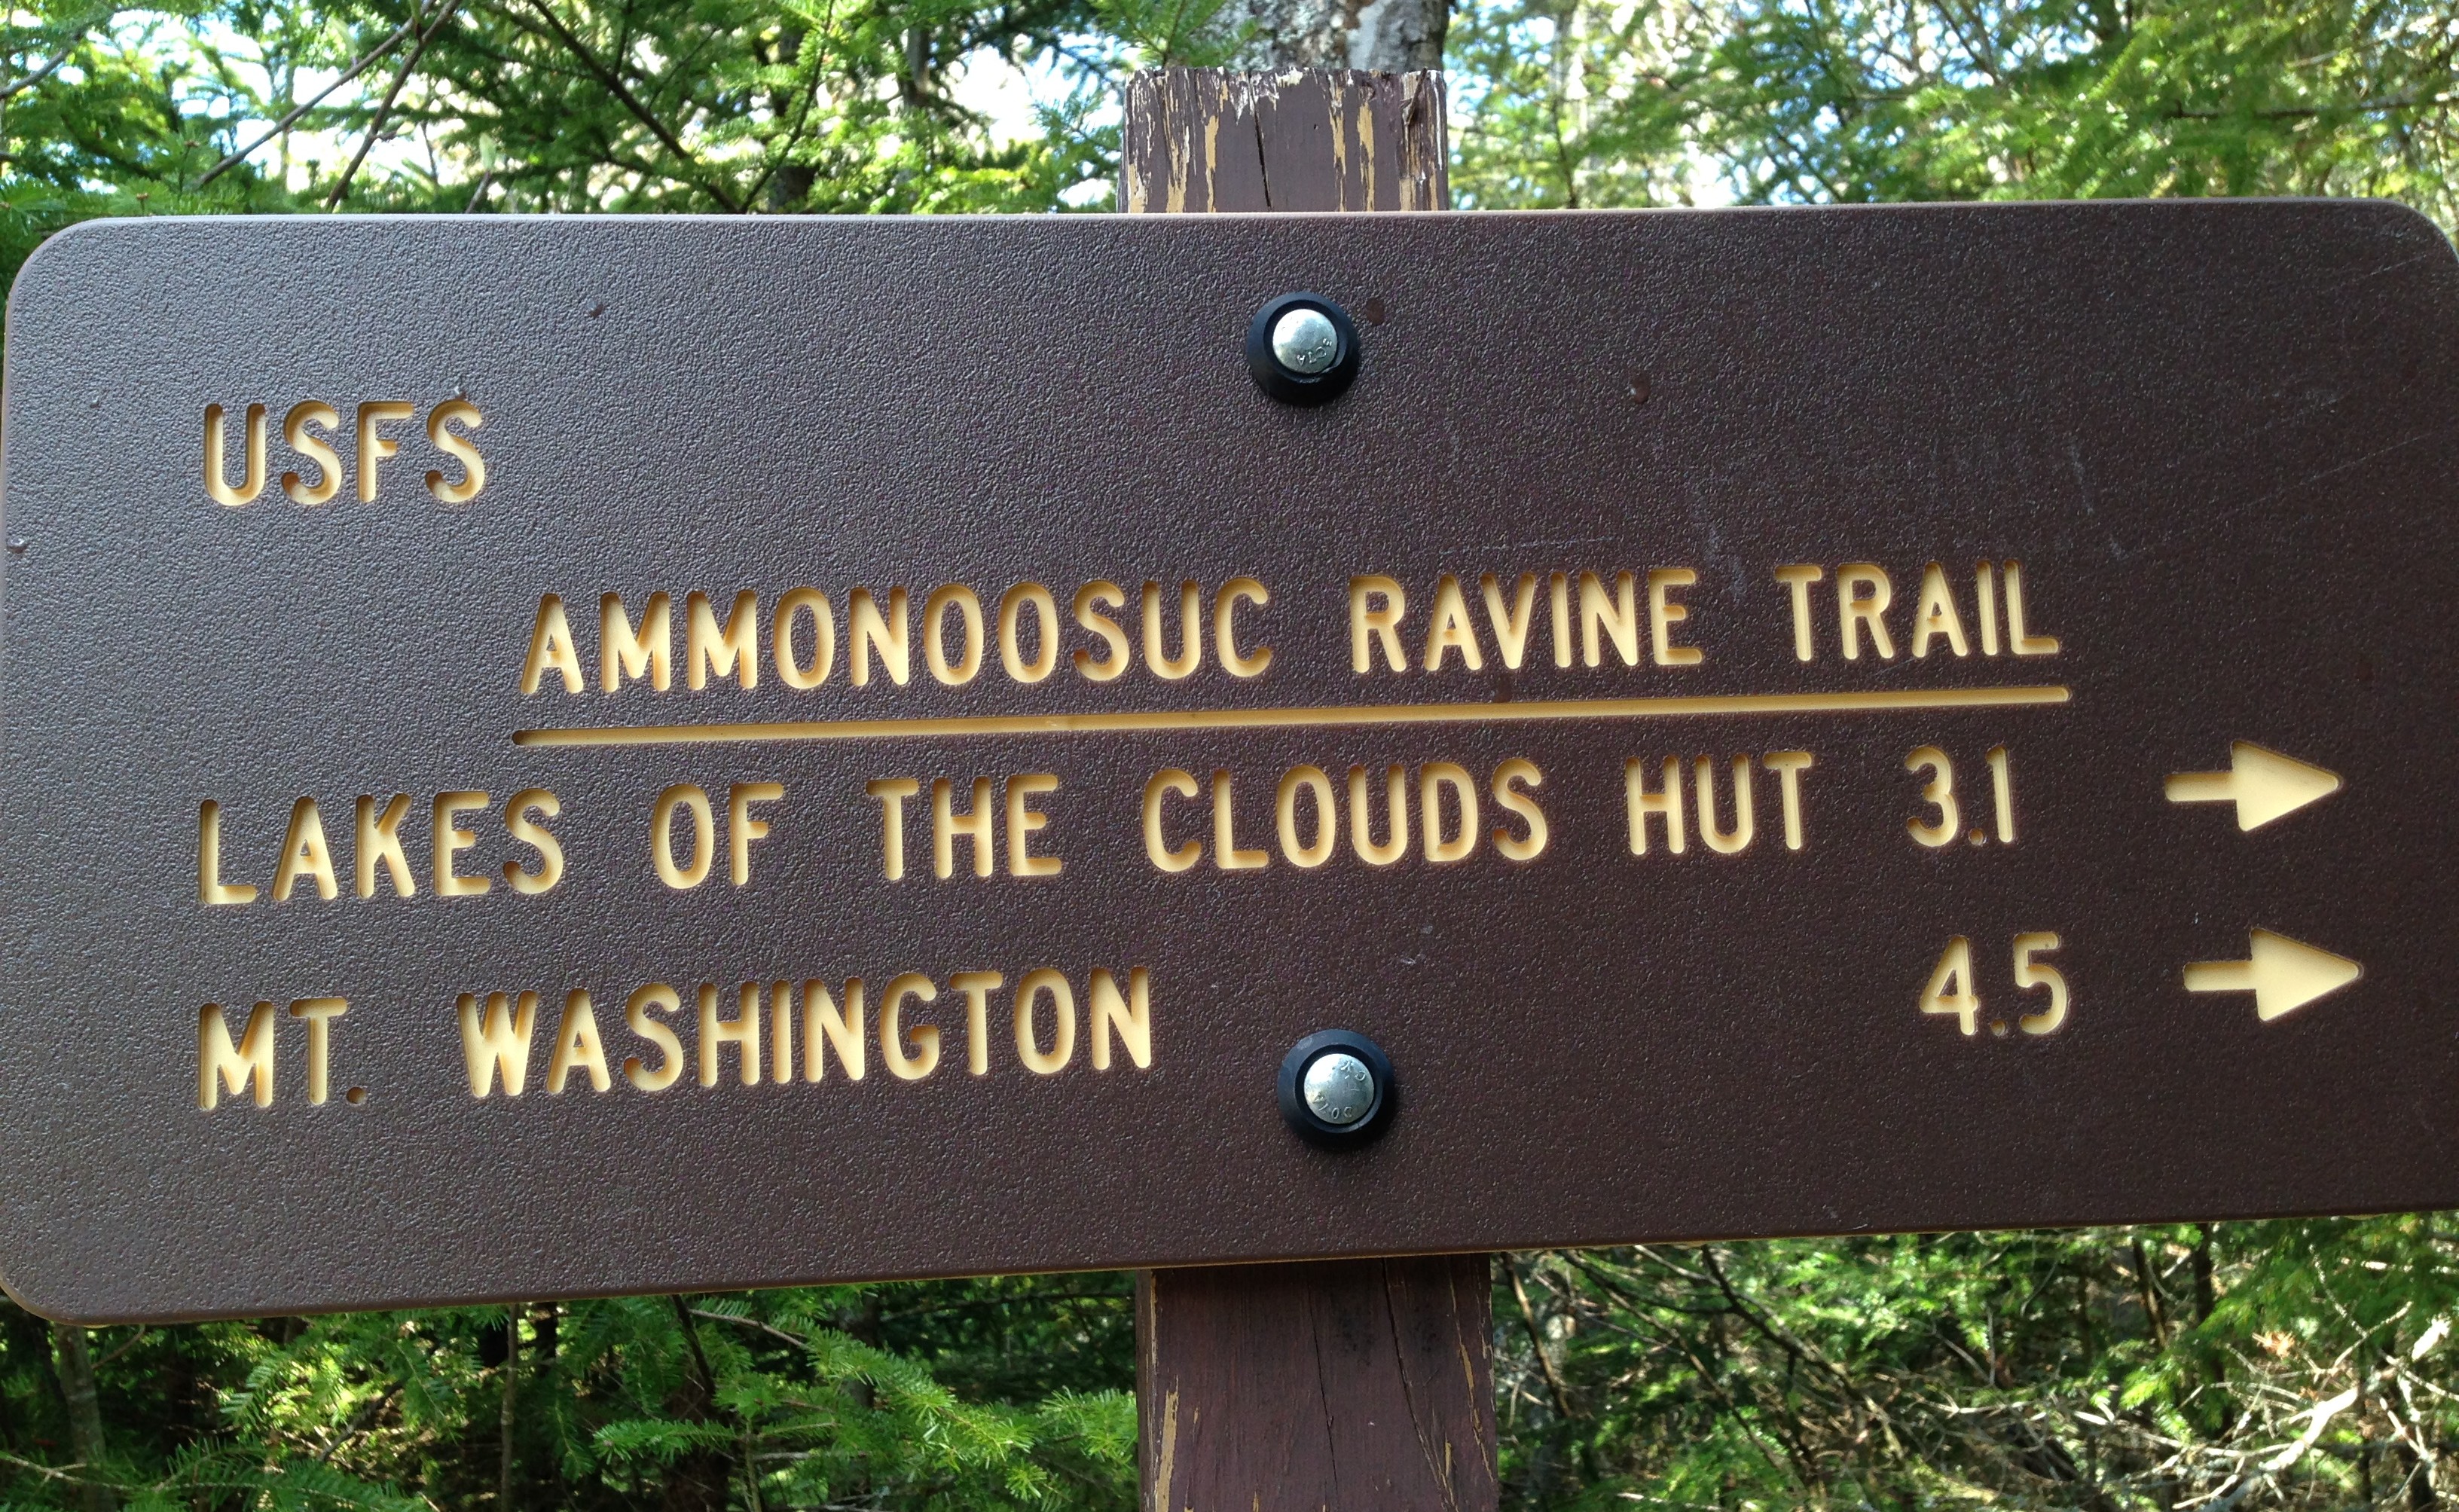 USFS
AMMONOOSUC RAVINE TRAIL
LAKES OF THE CLOUDS HUT 3.1
MT. WASHINGTON 4.5